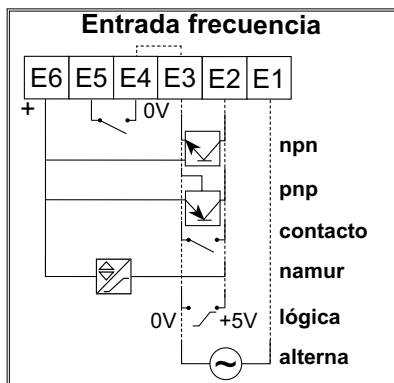 Entrada frecuencia
E6 E5 E4 E3 E2 E1
+ 0V
npn
pnp
contacto
namur
0V +5V lógica
alterna